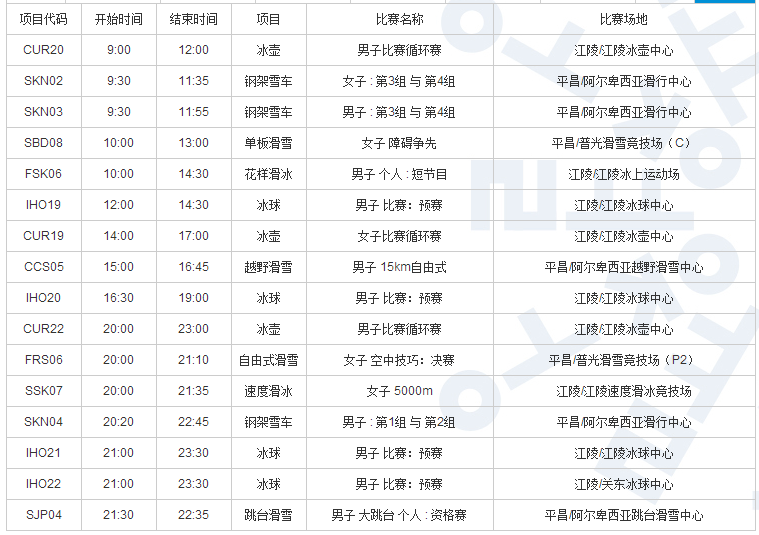 项目代码 开始时间 结束时间 项目 比赛名称 比赛场地
CUR20 9:00 12:00 冰壶 男子比赛循环赛 江陵/江陵冰壶中心
SKN02 9:30 11:35 钢架雪车 女子 : 第3组 与 第4组 平昌/阿尔卑西亚滑行中心
SKN03 9:30 11:55 钢架雪车 男子 : 第3组 与 第4组 平昌/阿尔卑西亚滑行中心
SBD08 10:00 13:00 单板滑雪 女子 障碍争先 平昌/普光滑雪竞技场（C）
FSK06 10:00 14:30 花样滑冰 男子 个人 : 短节目 江陵/江陵冰上运动场
IHO19 12:00 14:30 冰球 男子 比赛：预赛 江陵/江陵冰球中心
CUR19 14:00 17:00 冰壶 女子比赛循环赛 江陵/江陵冰壶中心
CCS05 15:00 16:45 越野滑雪 男子 15km自由式 平昌/阿尔卑西亚越野滑雪中心
IHO20 16:30 19:00 冰球 男子 比赛：预赛 江陵/江陵冰球中心
CUR22 20:00 23:00 冰壶 男子比赛循环赛 江陵/江陵冰壶中心
FRS06 20:00 21:10 自由式滑雪 女子 空中技巧：决赛 平昌/普光滑雪竞技场（P2）
SSK07 20:00 21:35 速度滑冰 女子 5000m 江陵/江陵速度滑冰竞技场
SKN04 20:20 22:45 钢架雪车 男子 : 第1组 与 第2组 平昌/阿尔卑西亚滑行中心
IHO21 21:00 23:30 冰球 男子 比赛：预赛 江陵/江陵冰球中心
IHO22 21:00 23:30 冰球 男子 比赛：预赛 江陵/关东冰球中心
SJP04 21:30 22:35 跳台滑雪 男子 大跳台 个人 : 资格赛 平昌/阿尔卑西亚跳台滑雪中心